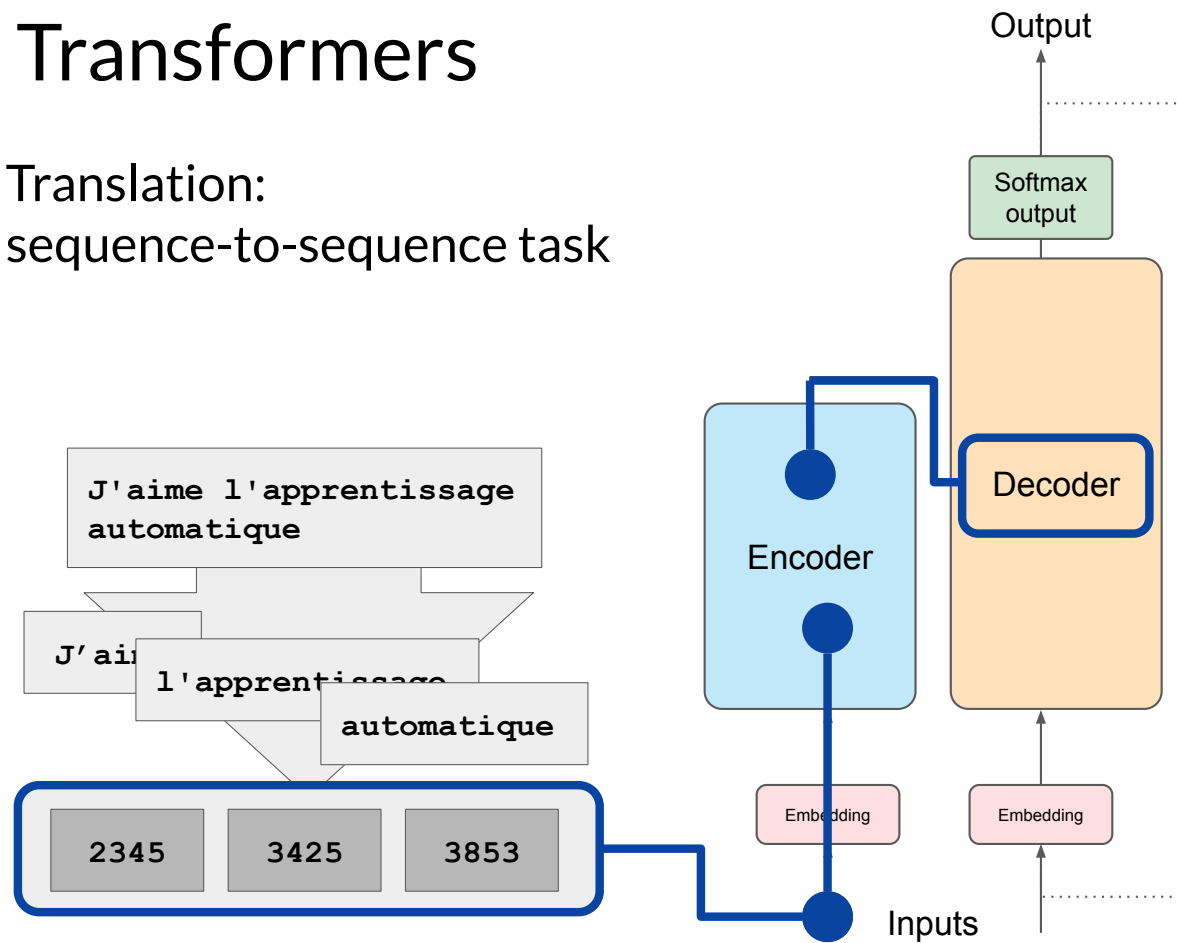 Transformers
Translation:
sequence-to-sequence task
J'aime l'apprentissage
automatique
l'apprentissage
automatique
2345
3425
3853
Output
Softmax
output
Decoder
Encoder
Embedding
Embedding
Inputs